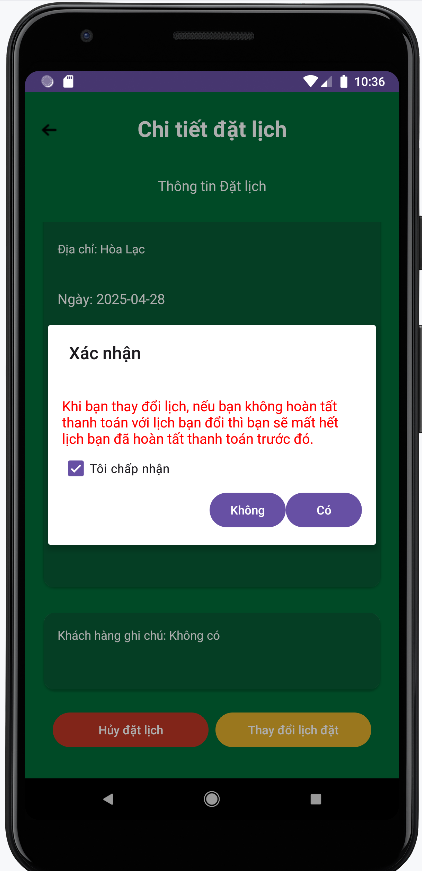 10:36
Chi tiết đặt lịch
Thông tin Đặt lịch
Địa chỉ: Hòa Lạc
Ngày: 2025-04-28
Xác nhận
Khi bạn thay đổi lịch, nếu bạn không hoàn tất
thanh toán với lịch bạn đổi thì bạn sẽ mất hết
lịch bạn đã hoàn tất thanh toán trước đó.
Tôi chấp nhận
Không
Có
Khách hàng ghi chú: Không có
Hủy đặt lịch
Thay đổi lịch đặt